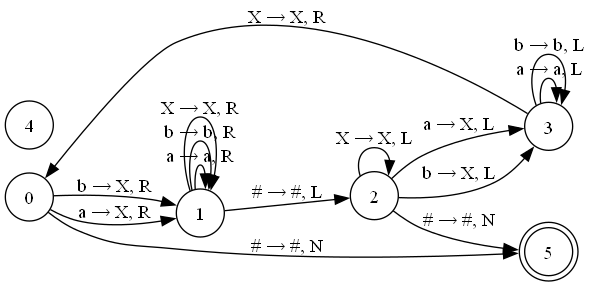 X → X, R
b → b, L
a → a, L
4
X → X, R
b → b, R
a → a, R
X → X, L
a → X, L
3
0
b → X, R
a → X, R
1
# → #, L
2
b → X, L
# → #, N
# → #, N
5